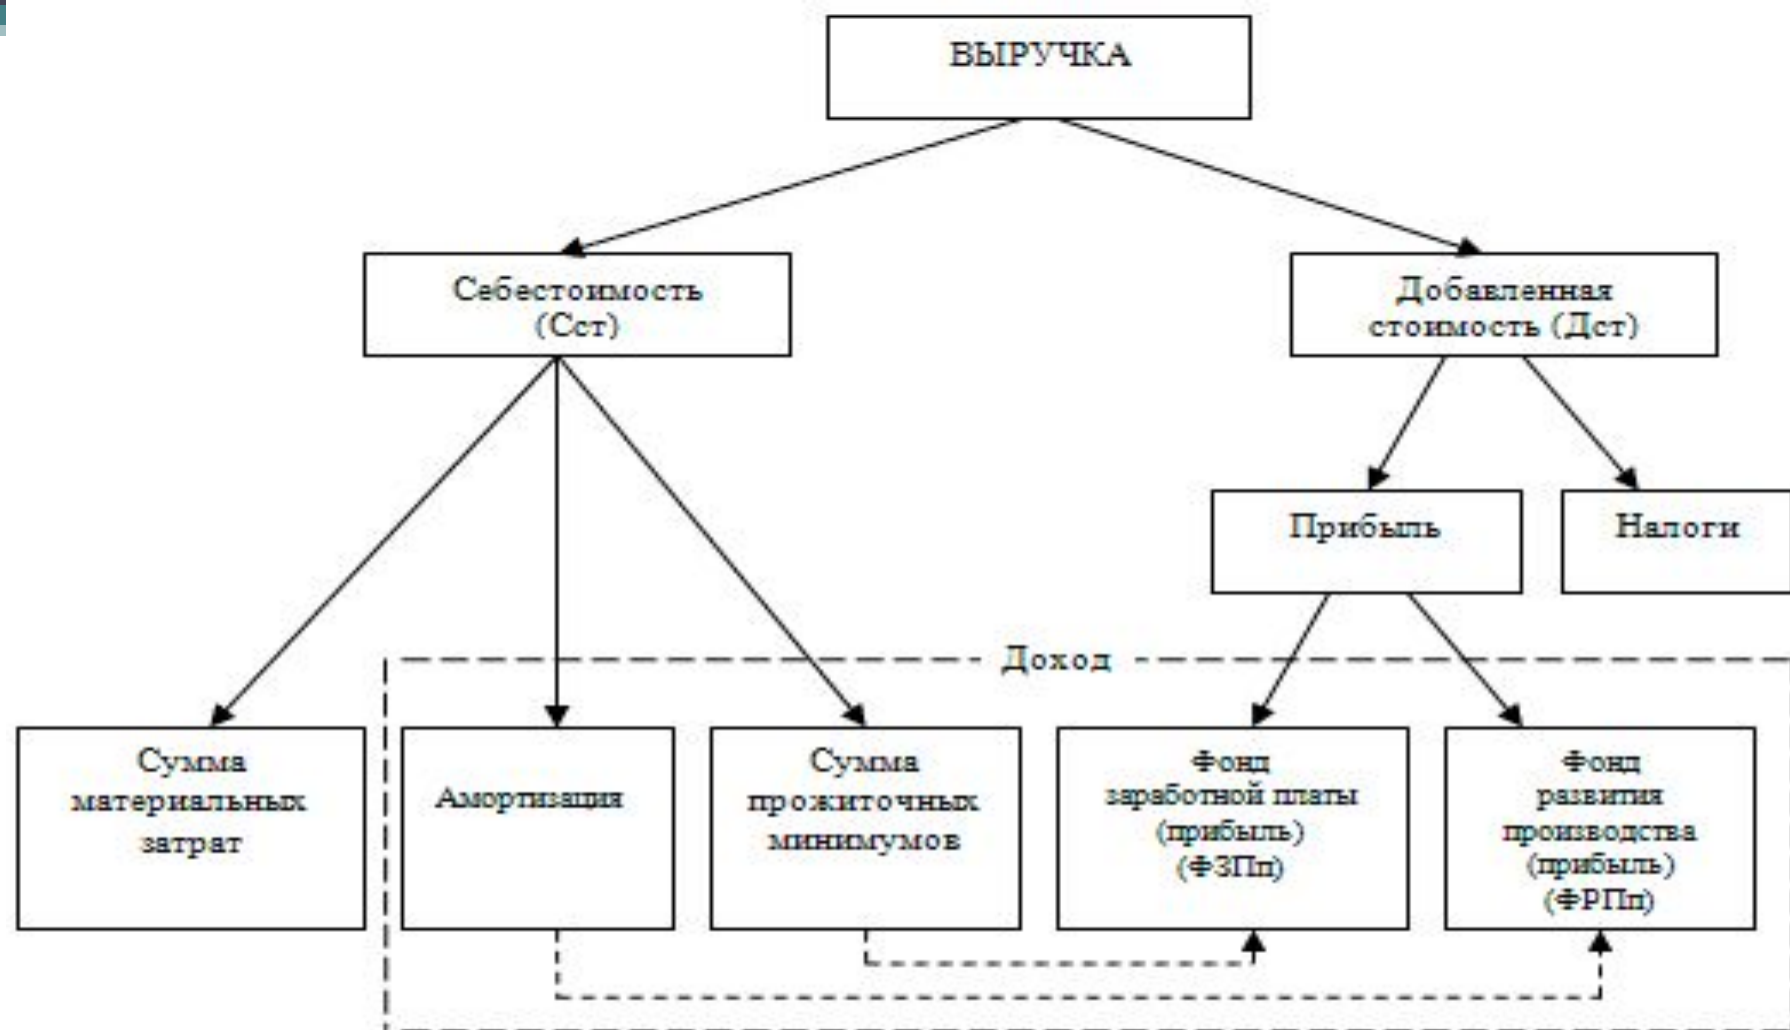 ВЫРУЧКА
Себестоимость
(Сст)
Добавленная
стоимость (Дст)
Прибыль
Налоги
Доход
Сумма
материальных
затрат
Амортизация
Сумма
прожиточных
минимумов
Фонд
заработной платы
(прибыль)
(ФЗПп)
Фонд
развития
производства
(прибыль)
(ФРПп)